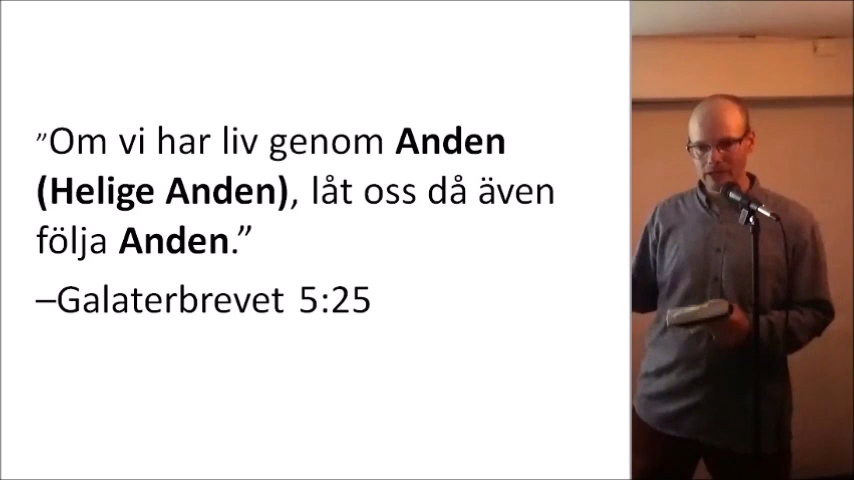 ”Om vi har liv genom Anden
(Helige Anden), låt oss då även
följa Anden.”
–Galaterbrevet 5:25